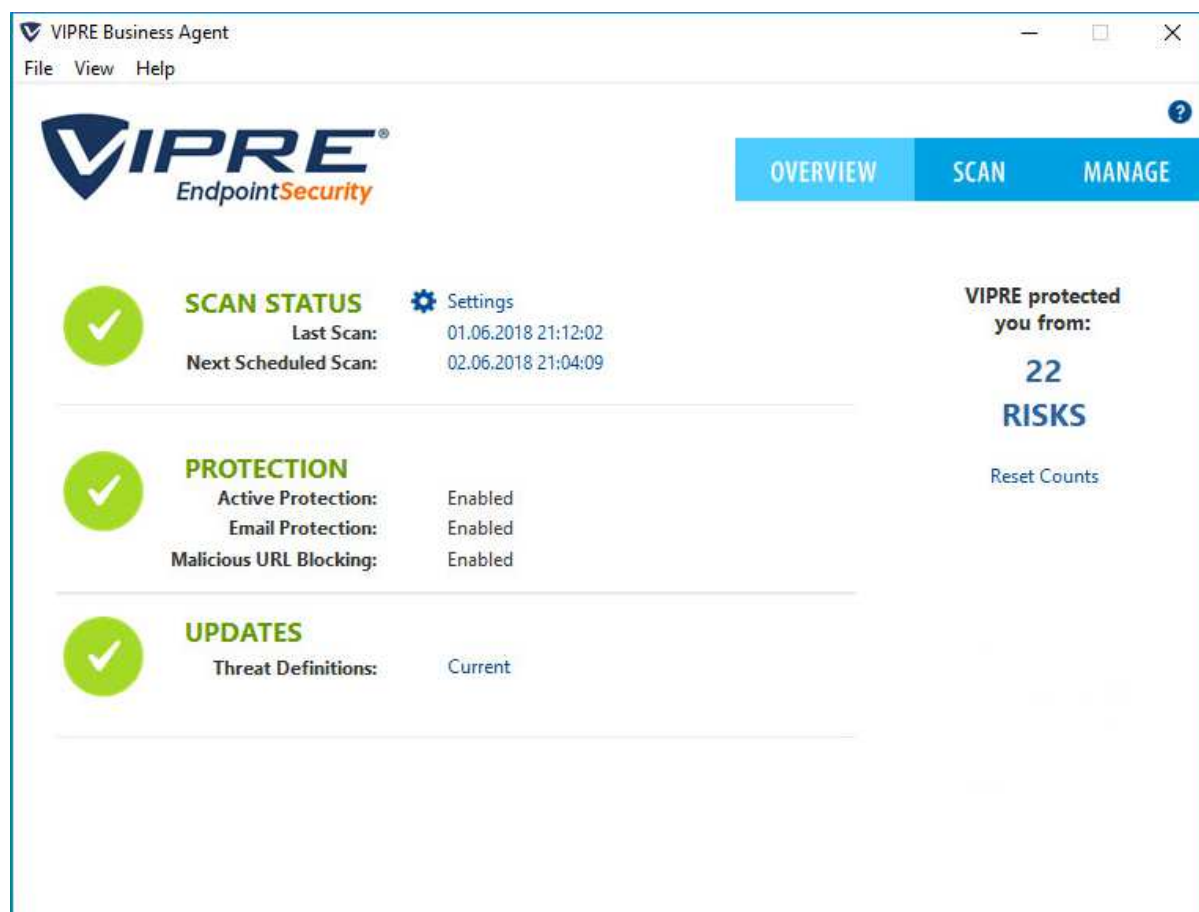 VIPRE Business Agent
File View Help
?
VIPRE®
EndpointSecurity
OVERVIEW SCAN MANAGE
SCAN STATUS Settings
Last Scan: 01.06.2018 21:12:02
Next Scheduled Scan: 02.06.2018 21:04:09
VIPRE protected
you from:
22
RISKS
Reset Counts
PROTECTION
Active Protection: Enabled
Email Protection: Enabled
Malicious URL Blocking: Enabled
UPDATES
Threat Definitions: Current